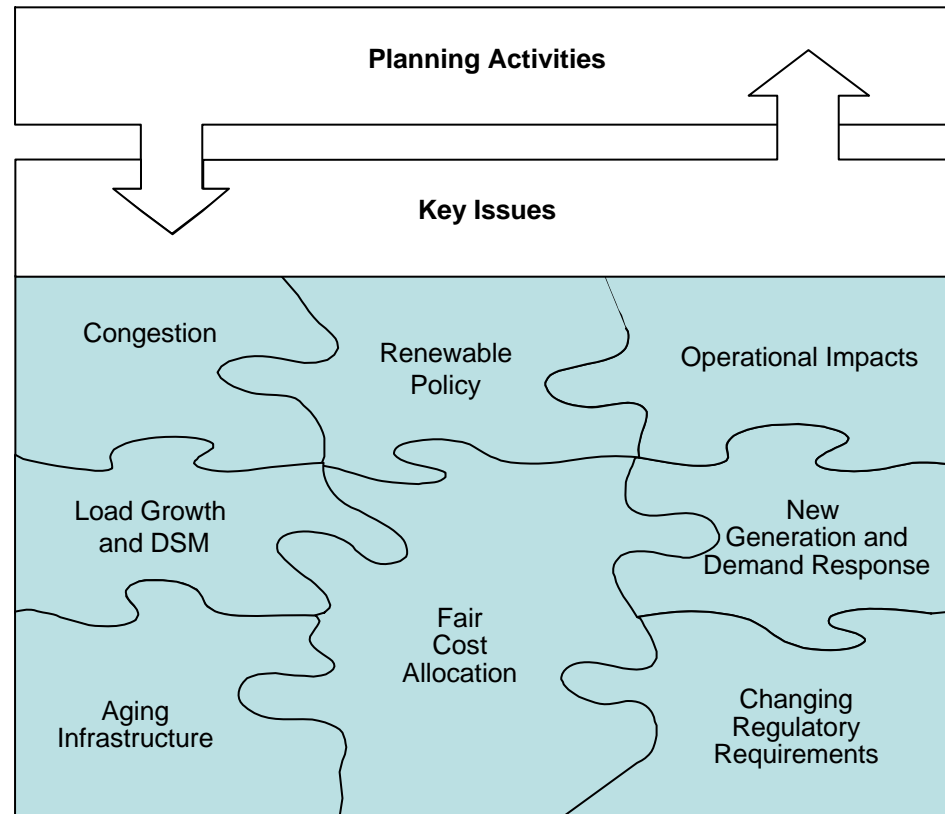 Planning Activities
Key Issues
Congestion
Renewable
Policy
Operational Impacts
Load Growth
and DSM
New
Generation and
Demand Response
Fair
Cost
Allocation
Aging
Infrastructure
Changing
Regulatory
Requirements